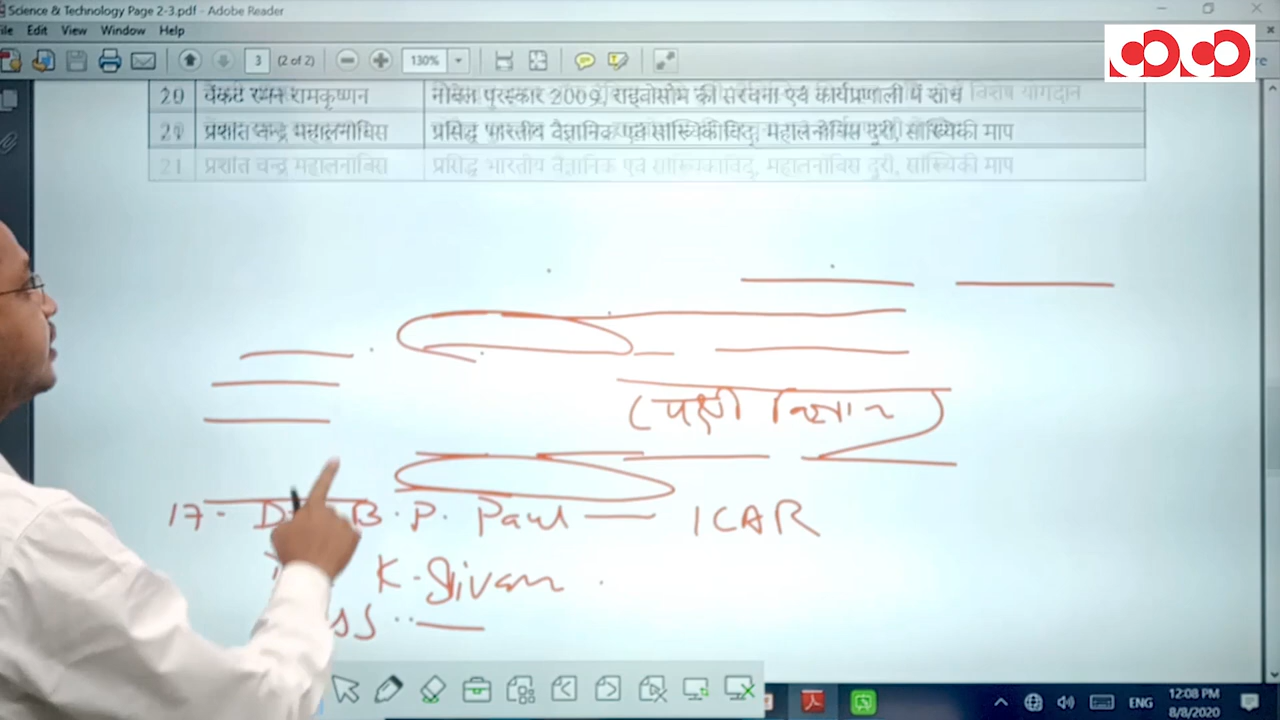 Science & Technology Page 2-3.pdf - Adobe Reader
File Edit View Window Help
3 (2 of 2) 130%
20 वेंकट रमन रामकृष्णन नोबेल पुरस्कार 2009, राइबोसोम की संरचना एवं कार्यप्रणाली में शोध
विशेष योगदान
21 प्रशांत चन्द्र महालनोबिस प्रसिद्ध भारतीय वैज्ञानिक एवं सांख्यिकीविद्, महालनोबिस दुरी, सांख्यिकी माप
21 प्रशांत चन्द्र महालनोबिस प्रसिद्ध भारतीय वैज्ञानिक एवं सांख्यिकीविद्, महालनोबिस दुरी, सांख्यिकी माप
(पक्षी विज्ञान)
17- B. P. Paul — ICAR
K. Sivan
ENG
12:08 PM
8/8/2020